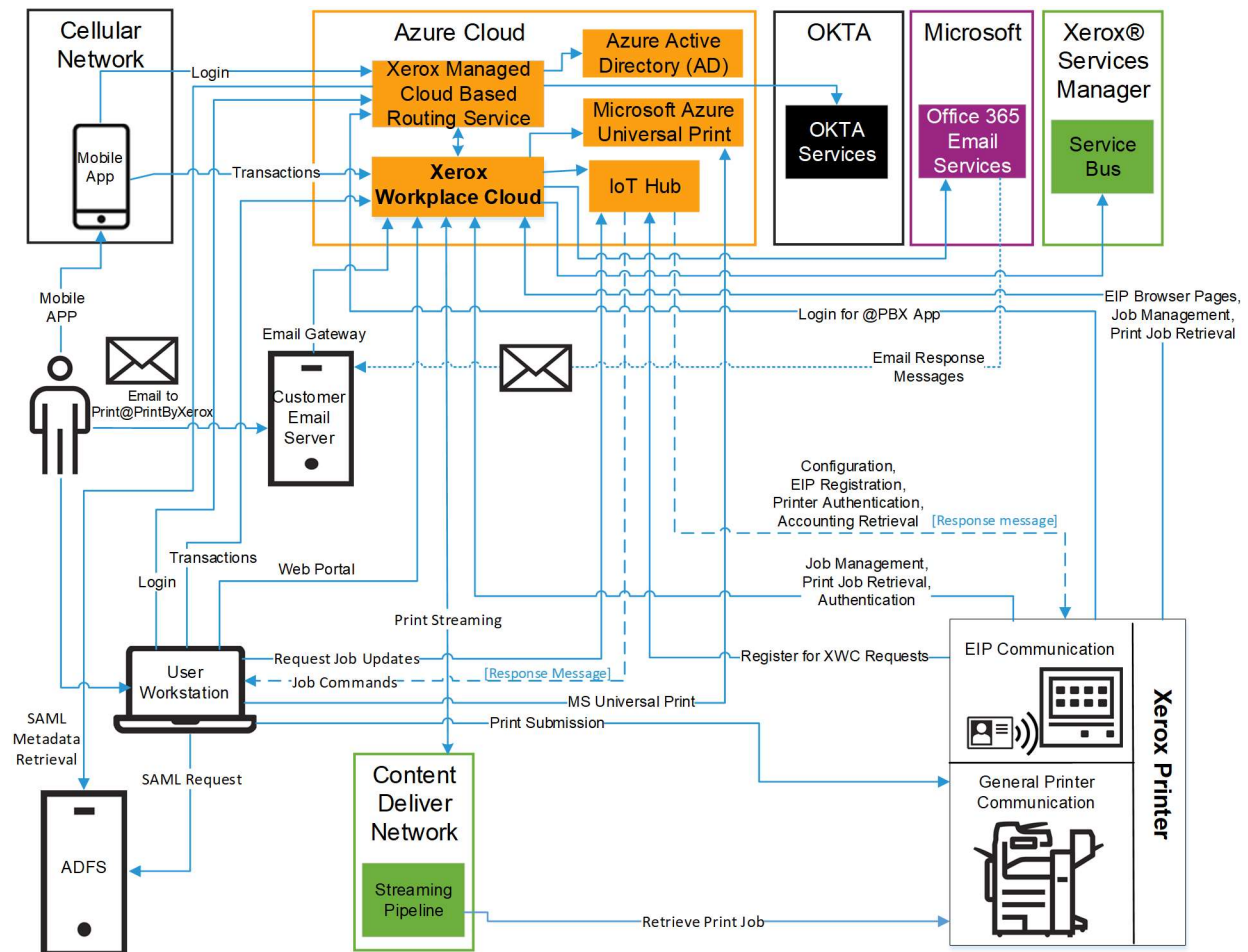 Cellular
Network
Azure Cloud
OKTA
Microsoft
Xerox®
Services
Manager
Login
Xerox Managed
Cloud Based
Routing Service
Azure Active
Directory (AD)
Microsoft Azure
Universal Print
OKTA
Services
Office 365
Email
Services
Service
Bus
Mobile
App
Transactions
Xerox
Workplace Cloud
IoT Hub
Mobile
APP
Email Gateway
Login for @PBX App
EIP Browser Pages,
Job Management,
Print Job Retrieval
Email Response
Messages
Email to
Print@PrintByXerox
Customer
Email
Server
Configuration,
EIP Registration,
Printer Authentication,
Accounting Retrieval
[Response message]
Transactions
Login
Web Portal
Job Management,
Print Job Retrieval,
Authentication
Print Streaming
User
Workstation
Request Job Updates
Job Commands
[Response Message]
Register for XWC Requests
EIP Communication
MS Universal Print
Print Submission
Xerox Printer
SAML
Metadata
Retrieval
SAML Request
Content
Deliver
Network
General Printer
Communication
ADFS
Streaming
Pipeline
Retrieve Print Job